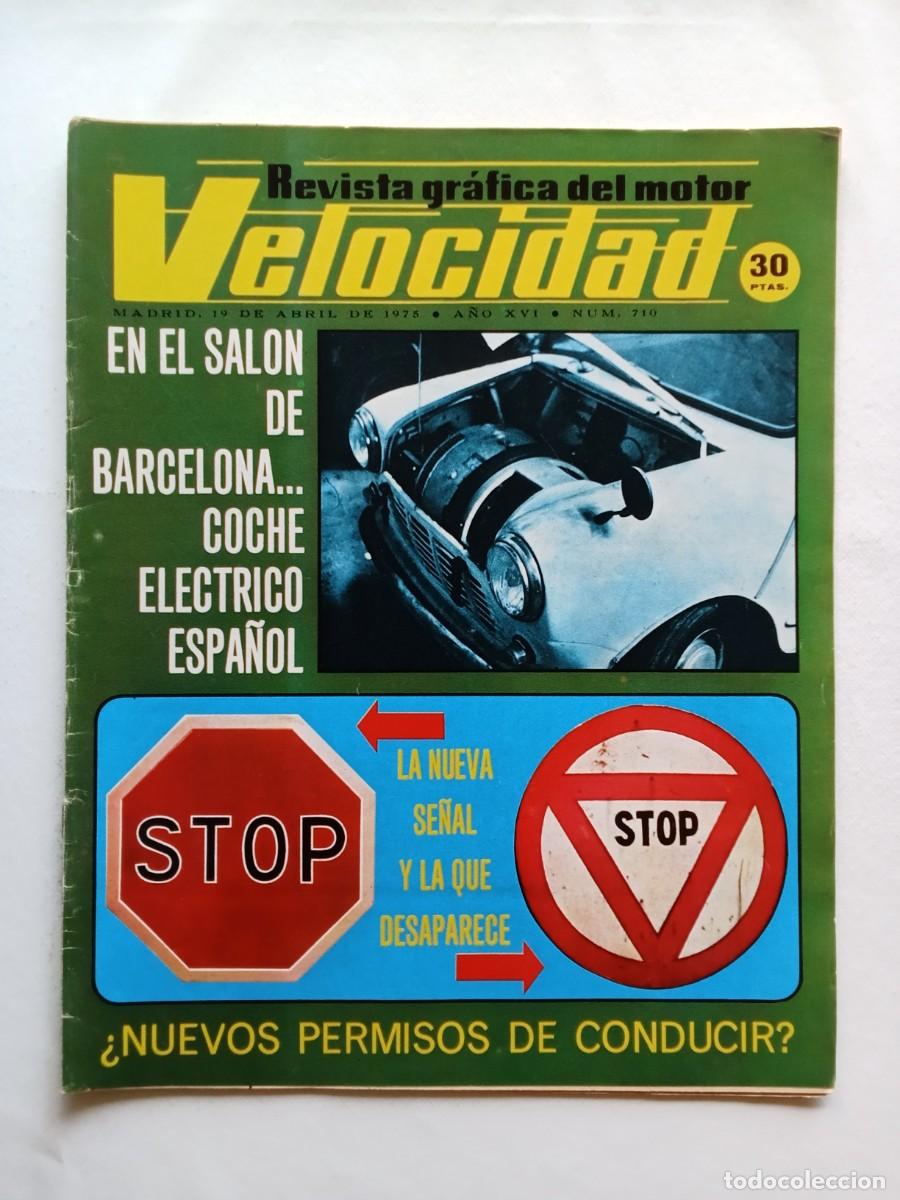 Revista gráfica del motor
Velocidad
30
PTAS.
MADRID, 19 DE ABRIL DE 1975 • AÑO XVI • NUM. 710
EN EL SALON
DE
BARCELONA...
COCHE
ELECTRICO
ESPAÑOL
STOP
LA NUEVA
SEÑAL
Y LA QUE
DESAPARECE
STOP
¿NUEVOS PERMISOS DE CONDUCIR?
todocoleccion